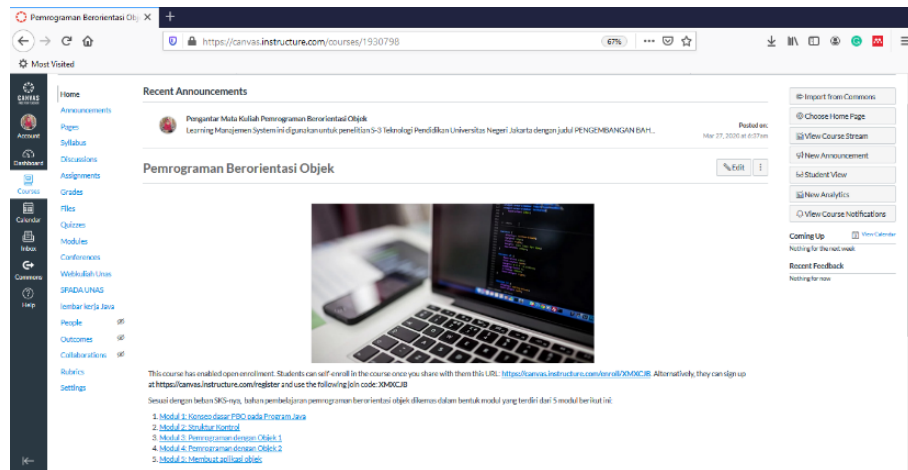 Pemrograman Berorientasi Obj
https://canvas.instructure.com/courses/1930798
67%
Most Visited
CANVAS
Account
Dashboard
Courses
Calendar
Inbox
Commons
Help
Home
Announcements
Pages
Syllabus
Discussions
Assignments
Grades
Files
Quizzes
Modules
Conferences
Webkuliah Unas
SPADA UNAS
lembar kerja Java
People
Outcomes
Collaborations
Rubrics
Settings
Recent Announcements
Pengantar Mata Kuliah Pemrograman Berorientasi Objek
Learning Manajemen System ini digunakan untuk penelitian S-3 Teknologi Pendidikan Universitas Negeri Jakarta dengan judul PENGEMBANGAN BAH...
Posted on:
Mar 27, 2020 at 6:27am
Pemrograman Berorientasi Objek
Edit
This course has enabled open enrollment. Students can self-enroll in the course once you share with them this URL: https://canvas.instructure.com/enroll/XMXCJB. Alternatively, they can sign up
at https://canvas.instructure.com/register and use the following join code: XMXCJB
Sesuai dengan beban SKS-nya, bahan pembelajaran pemrograman berorientasi objek dikemas dalam bentuk modul yang terdiri dari 5 modul berikut ini:
1. Modul 1: Konsep dasar PBO pada Program Java
2. Modul 2: Struktur Kontrol
3. Modul 3: Pemrograman dengan Objek 1
4. Modul 4: Pemrograman dengan Objek 2
5. Modul 5: Membuat aplikasi objek
Import from Commons
Choose Home Page
View Course Stream
New Announcement
Student View
New Analytics
View Course Notifications
Coming Up
View Calendar
Nothing for the next week
Recent Feedback
Nothing for now